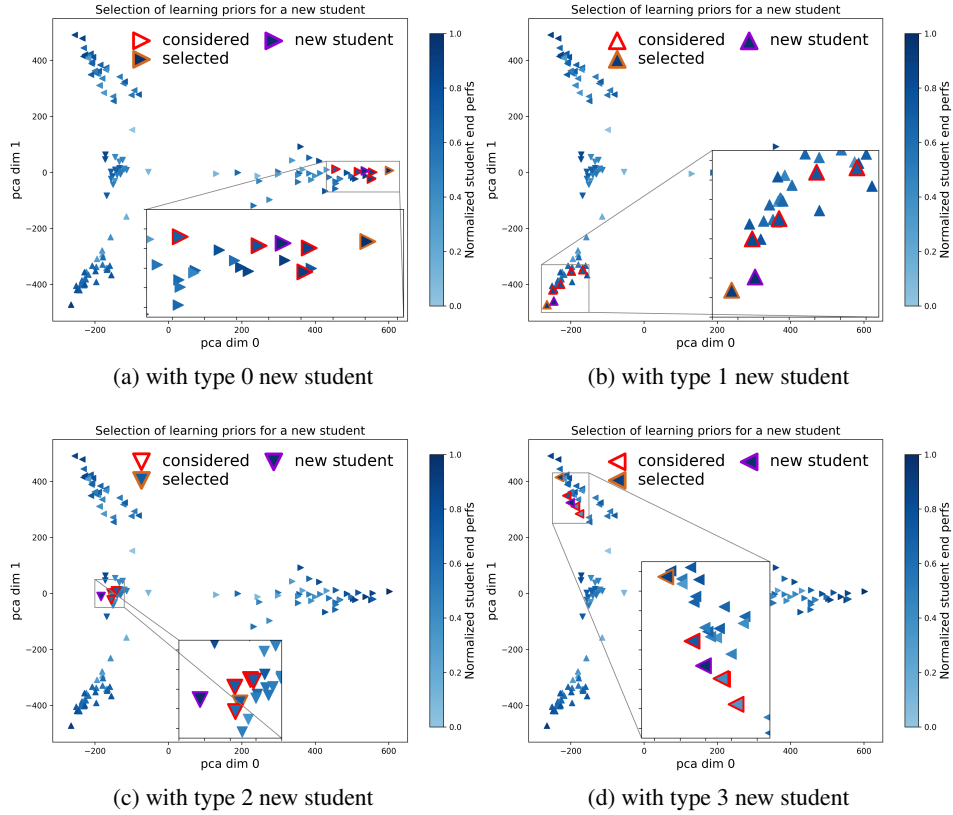 Selection of learning priors for a new student
considered
new student
selected
pca dim 1
400
200
0
−200
−400
−200
0
200
400
600
pca dim 0
1.0
0.8
0.6
0.4
0.2
0.0
Normalized student end perfs
(a) with type 0 new student
Selection of learning priors for a new student
considered
new student
selected
pca dim 1
400
200
0
−200
−400
−200
0
200
400
600
pca dim 0
1.0
0.8
0.6
0.4
0.2
0.0
Normalized student end perfs
(b) with type 1 new student
Selection of learning priors for a new student
considered
new student
selected
pca dim 1
400
200
0
−200
−400
−200
0
200
400
600
pca dim 0
1.0
0.8
0.6
0.4
0.2
0.0
Normalized student end perfs
(c) with type 2 new student
Selection of learning priors for a new student
considered
new student
selected
pca dim 1
400
200
0
−200
−400
−200
0
200
400
600
pca dim 0
1.0
0.8
0.6
0.4
0.2
0.0
Normalized student end perfs
(d) with type 3 new student